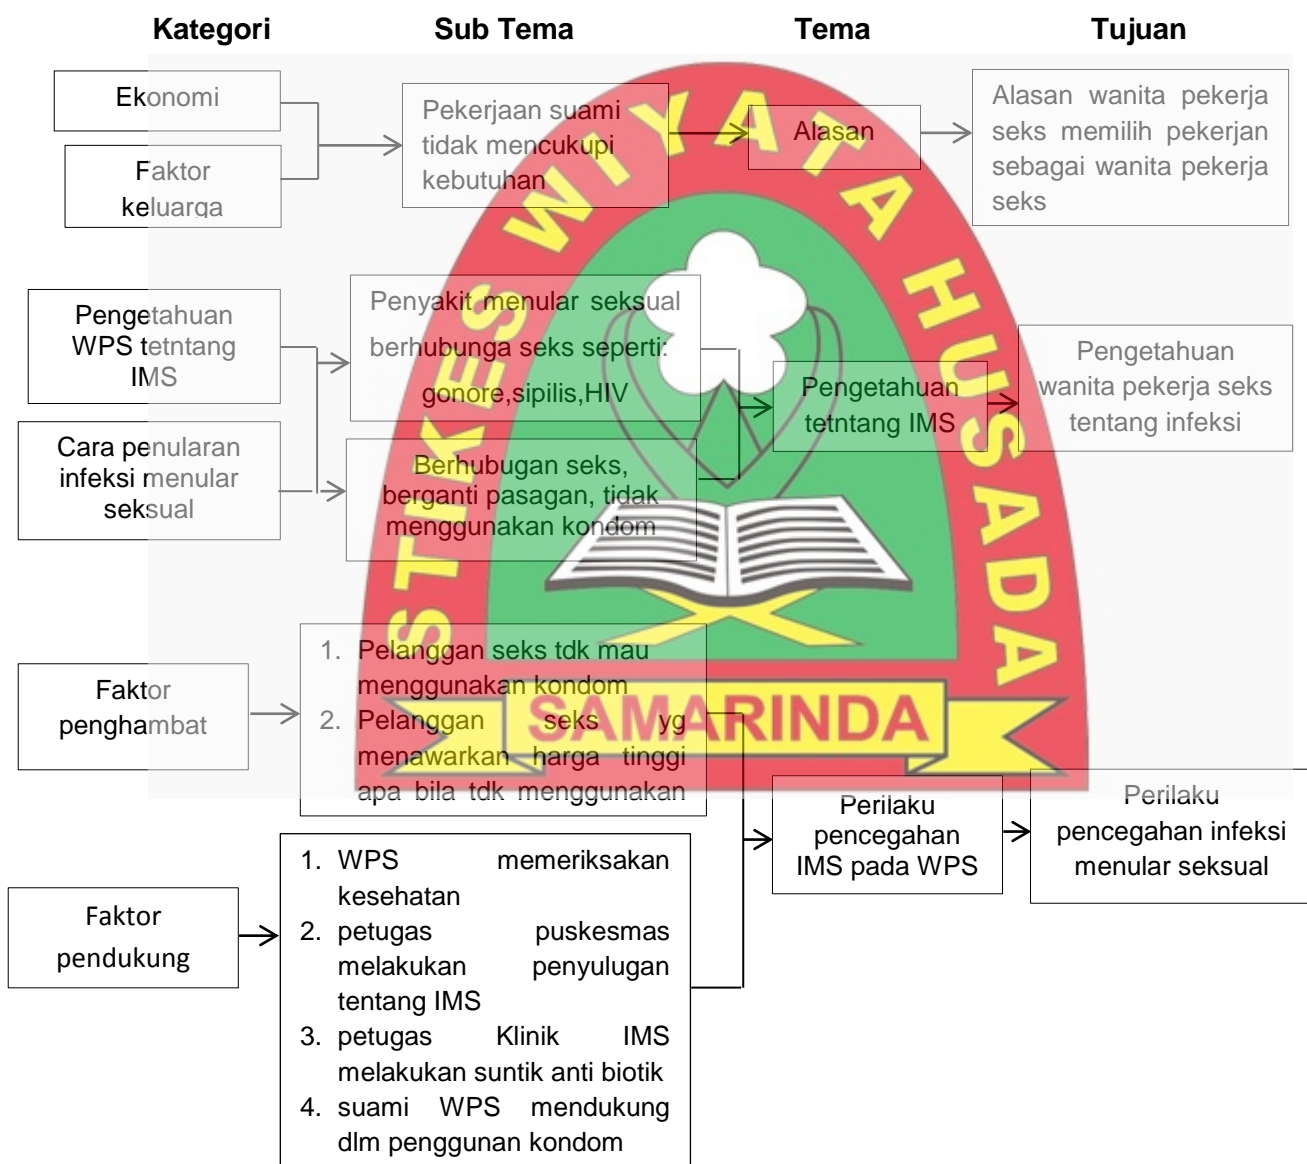 Kategori Sub Tema Tema Tujuan
Ekonomi
Faktor
keluarga
Pekerjaan suami
tidak mencukupi
kebutuhan
Alasan
Alasan wanita pekerja
seks memilih pekerjan
sebagai wanita pekerja
seks
Pengetahuan
WPS tetntang
IMS
Cara penularan
infeksi menular
seksual
Penyakit menular seksual
berhubunga seks seperti:
gonore,sipilis,HIV
Berhubugan seks,
berganti pasagan, tidak
menggunakan kondom
Pengetahuan
tetntang IMS
Pengetahuan
wanita pekerja seks
tentang infeksi
Faktor
penghambat
1. Pelanggan seks tdk mau
menggunakan kondom
2. Pelanggan seks yg
menawarkan harga tinggi
apa bila tdk menggunakan
Faktor
pendukung
1. WPS memeriksakan
kesehatan
2. petugas puskesmas
melakukan penyulugan
tentang IMS
3. petugas Klinik IMS
melakukan suntik anti biotik
4. suami WPS mendukung
dlm penggunan kondom
Perilaku
pencegahan
IMS pada WPS
Perilaku
pencegahan infeksi
menular seksual
STIKES WIYATA HUSADA
SAMARINDA